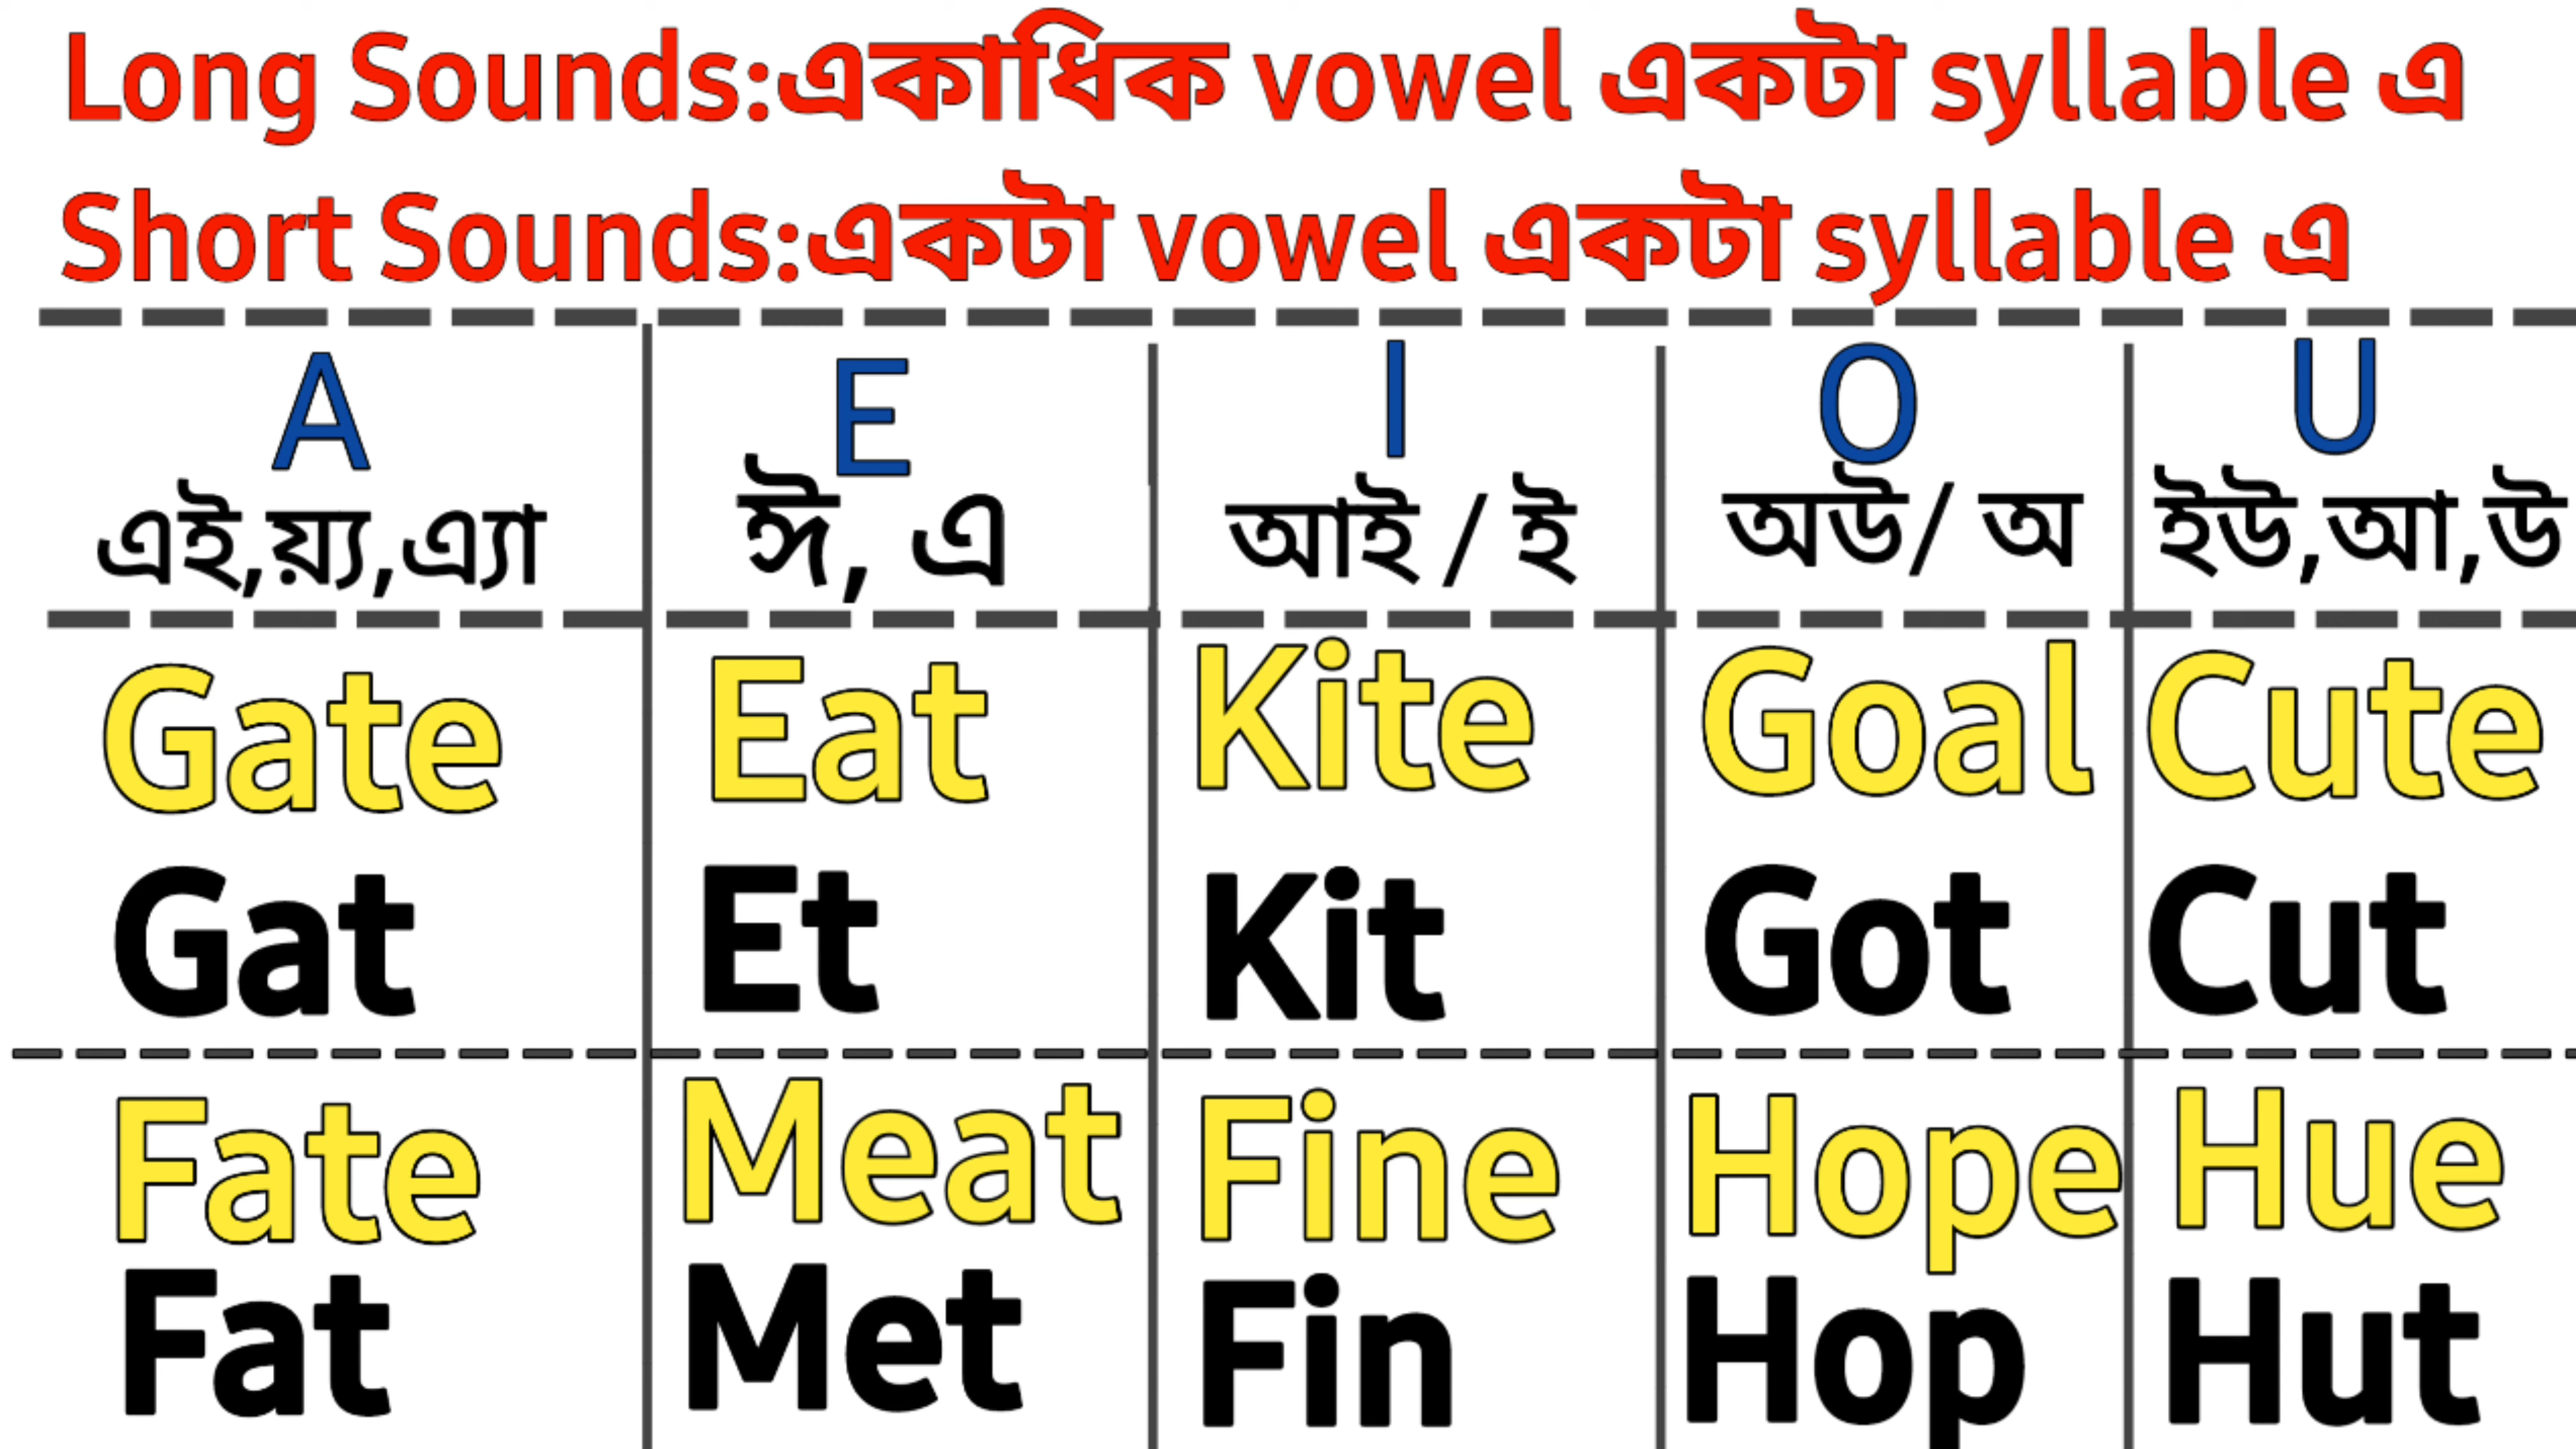 Long Sounds:একাধিক vowel একটা syllable এ
Short Sounds:একটা vowel একটা syllable এ
A E I O U
এই,য়্য,এ্যা ঈ, এ আই / ই অউ/ অ ইউ,আ,উ
Gate Eat Kite Goal Cute
Gat Et Kit Got Cut
Fate Meat Fine Hope Hue
Fat Met Fin Hop Hut